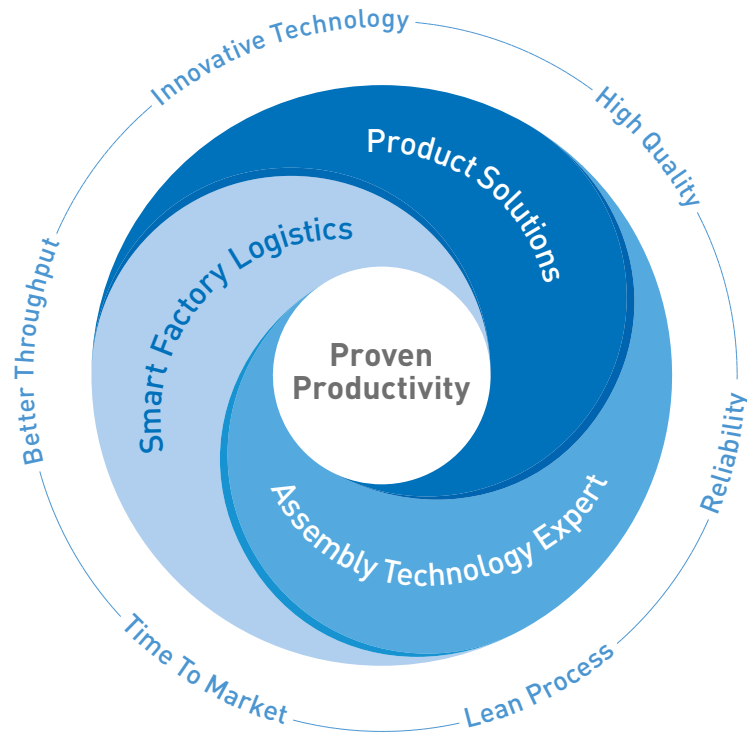 Innovative Technology
High Quality
Reliability
Lean Process
Time To Market
Better Throughput
Product Solutions
Smart Factory Logistics
Assembly Technology Expert
Proven
Productivity